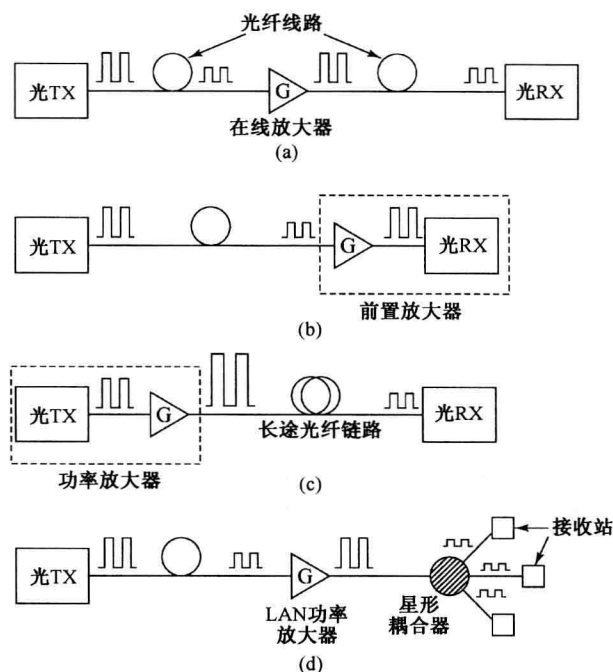 光纤线路
光TX
G
光RX
在线放大器
(a)
光TX
G
光RX
前置放大器
(b)
光TX
G
长途光纤链路
光RX
功率放大器
(c)
接收站
光TX
G
LAN功率
放大器
星形
耦合器
(d)